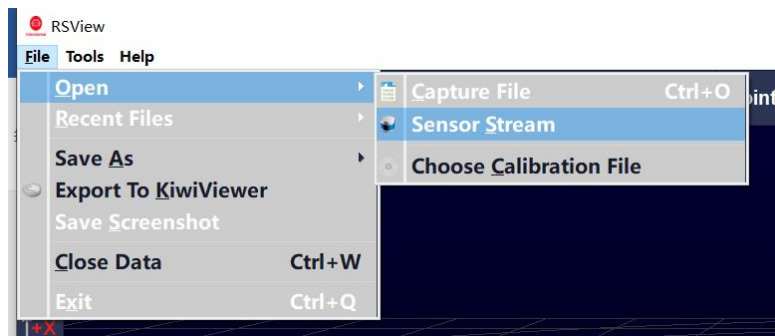 RSView
File Tools Help
Open
Capture File Ctrl+O
Recent Files
Sensor Stream
Save As
Choose Calibration File
Export To KiwiViewer
Save Screenshot
Close Data Ctrl+W
Exit Ctrl+Q
+X